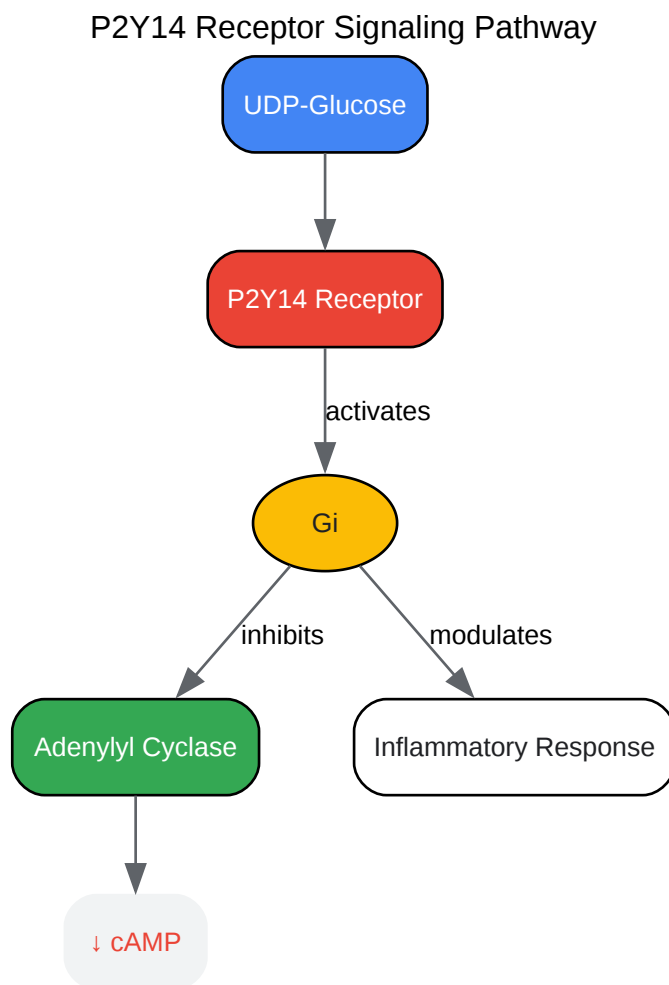 P2Y14 Receptor Signaling Pathway
UDP-Glucose
P2Y14 Receptor
activates
Gi
inhibits
modulates
Adenylyl Cyclase
Inflammatory Response
↓ cAMP